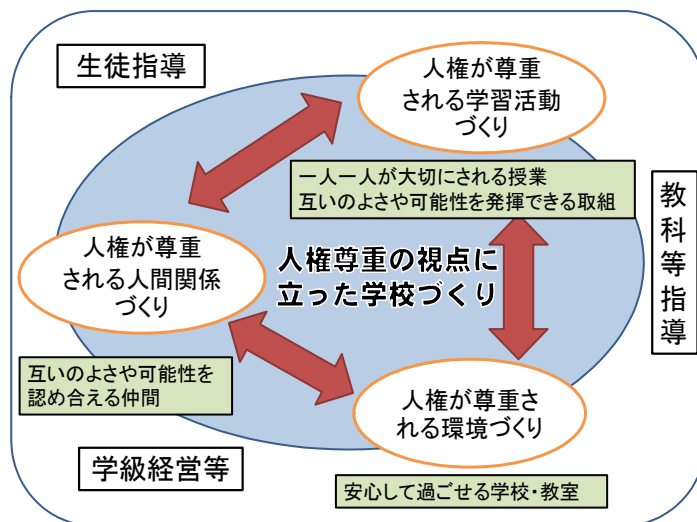 生徒指導
人権が尊重
される学習活動
づくり
一人一人が大切にされる授業
互いのよさや可能性を発揮できる取組
教科等指導
人権が尊重
される人間関係
づくり
人権尊重の視点に
立った学校づくり
互いのよさや可能性を
認め合える仲間
人権が尊重さ
れる環境づくり
学級経営等
安心して過ごせる学校・教室